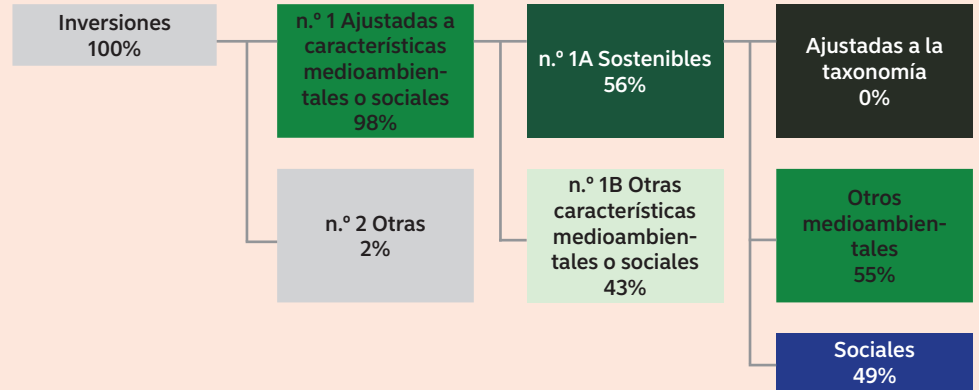 Inversiones
100%
n.º 1 Ajustadas a
características
medioambien-
tales o sociales
98%
n.º 2 Otras
2%
n.º 1A Sostenibles
56%
n.º 1B Otras
características
medioambien-
tales o sociales
43%
Ajustadas a la
taxonomía
0%
Otros
medioambien-
tales
55%
Sociales
49%